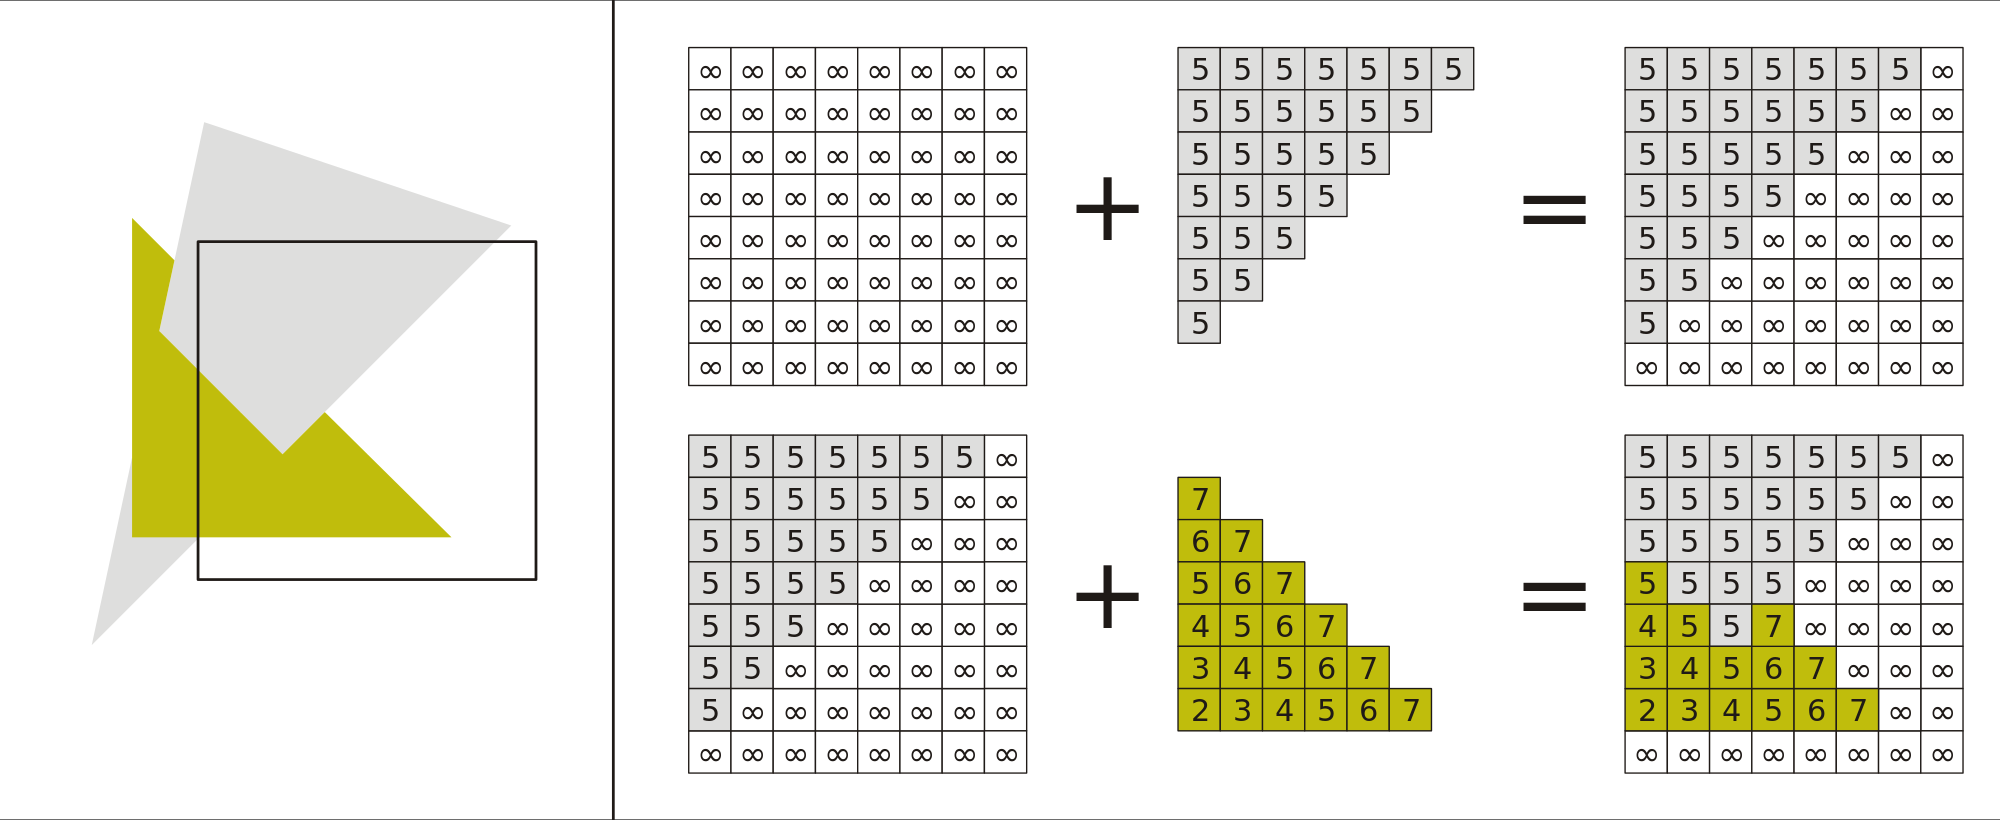 ∞ ∞ ∞ ∞ ∞ ∞ ∞ ∞ 5 5 5 5 5 5 5 5 5 5 5 5 5 5 ∞
∞ ∞ ∞ ∞ ∞ ∞ ∞ ∞ 5 5 5 5 5 5 5 5 5 5 5 5 ∞ ∞
∞ ∞ ∞ ∞ ∞ ∞ ∞ ∞ 5 5 5 5 5 5 5 5 5 5 ∞ ∞ ∞
∞ ∞ ∞ ∞ ∞ ∞ ∞ ∞ + 5 5 5 5 = 5 5 5 5 ∞ ∞ ∞ ∞
∞ ∞ ∞ ∞ ∞ ∞ ∞ ∞ 5 5 5 5 5 5 ∞ ∞ ∞ ∞ ∞
∞ ∞ ∞ ∞ ∞ ∞ ∞ ∞ 5 5 5 5 ∞ ∞ ∞ ∞ ∞ ∞
∞ ∞ ∞ ∞ ∞ ∞ ∞ ∞ 5 5 ∞ ∞ ∞ ∞ ∞ ∞ ∞
∞ ∞ ∞ ∞ ∞ ∞ ∞ ∞ ∞ ∞ ∞ ∞ ∞ ∞ ∞ ∞
5 5 5 5 5 5 5 ∞ 5 5 5 5 5 5 5 ∞
5 5 5 5 5 5 ∞ ∞ 7 5 5 5 5 5 5 ∞ ∞
5 5 5 5 5 ∞ ∞ ∞ 6 7 5 5 5 5 5 ∞ ∞ ∞
5 5 5 5 ∞ ∞ ∞ ∞ + 5 6 7 = 5 5 5 5 ∞ ∞ ∞ ∞
5 5 5 ∞ ∞ ∞ ∞ ∞ 4 5 6 7 4 5 5 7 ∞ ∞ ∞ ∞
5 5 ∞ ∞ ∞ ∞ ∞ ∞ 3 4 5 6 7 3 4 5 6 7 ∞ ∞ ∞
5 ∞ ∞ ∞ ∞ ∞ ∞ ∞ 2 3 4 5 6 7 2 3 4 5 6 7 ∞ ∞
∞ ∞ ∞ ∞ ∞ ∞ ∞ ∞ ∞ ∞ ∞ ∞ ∞ ∞ ∞ ∞